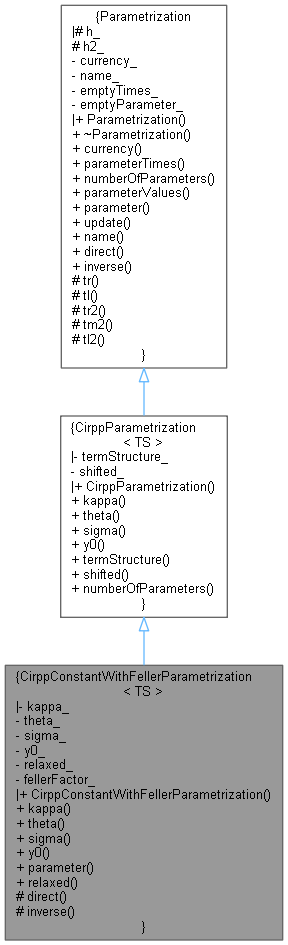 {Parametrization
|# h_
# h2_
- currency_
- name_
- emptyTimes_
- emptyParameter_
|+ Parametrization()
+ ~Parametrization()
+ currency()
+ parameterTimes()
+ numberOfParameters()
+ parameterValues()
+ parameter()
+ update()
+ name()
+ direct()
+ inverse()
# tr()
# tl()
# tr2()
# tm2()
# tl2()
}
{CirppParametrization
< TS >
|- termStructure_
- shifted_
|+ CirppParametrization()
+ kappa()
+ theta()
+ sigma()
+ y0()
+ termStructure()
+ shifted()
+ numberOfParameters()
}
{CirppConstantWithFellerParametrization
< TS >
|- kappa_
- theta_
- sigma_
- y0_
- relaxed_
- fellerFactor_
|+ CirppConstantWithFellerParametrization()
+ kappa()
+ theta()
+ sigma()
+ y0()
+ parameter()
+ relaxed()
# direct()
# inverse()
}